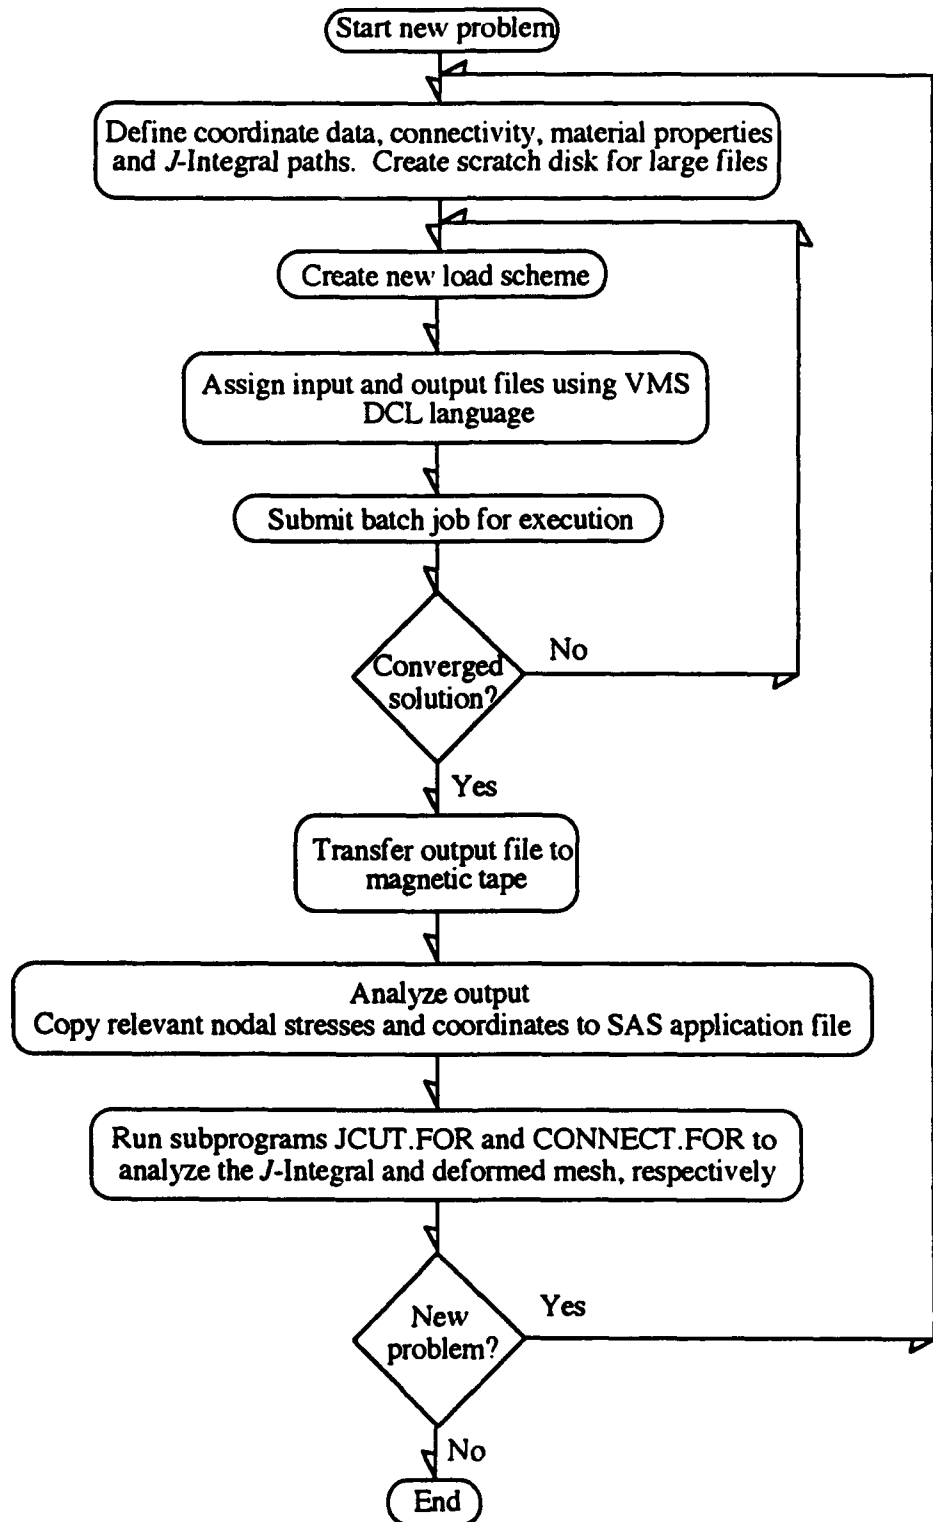 Start new problem
Define coordinate data, connectivity, material properties
and J-Integral paths. Create scratch disk for large files
Create new load scheme
Assign input and output files using VMS
DCL language
Submit batch job for execution
No
Converged
solution?
Yes
Transfer output file to
magnetic tape
Analyze output
Copy relevant nodal stresses and coordinates to SAS application file
Run subprograms JCUT.FOR and CONNECT.FOR to
analyze the J-Integral and deformed mesh, respectively
Yes
New
problem?
No
End